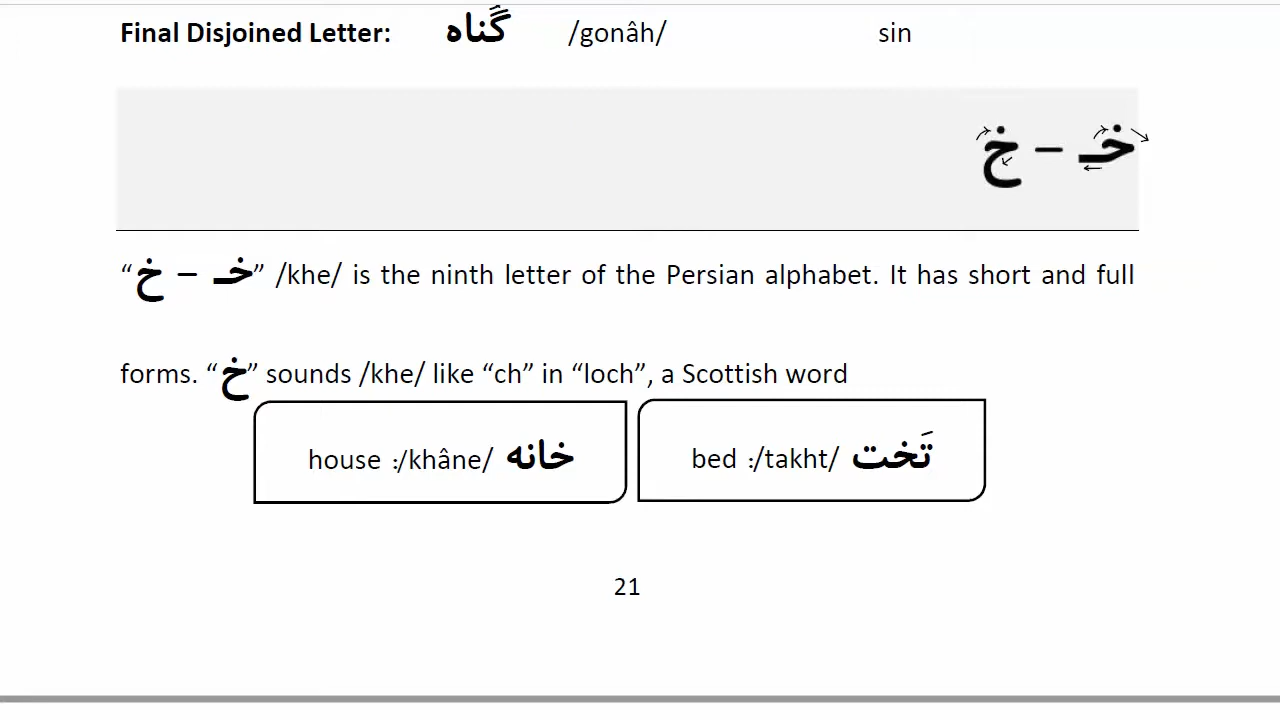 Final Disjoined Letter: گَناه /gonâh/ sin
خـ – خ
“خـ – خ” /khe/ is the ninth letter of the Persian alphabet. It has short and full
forms. “خ” sounds /khe/ like “ch” in “loch”, a Scottish word
house :/khâne/ خانه
bed :/takht/ تَخت
21